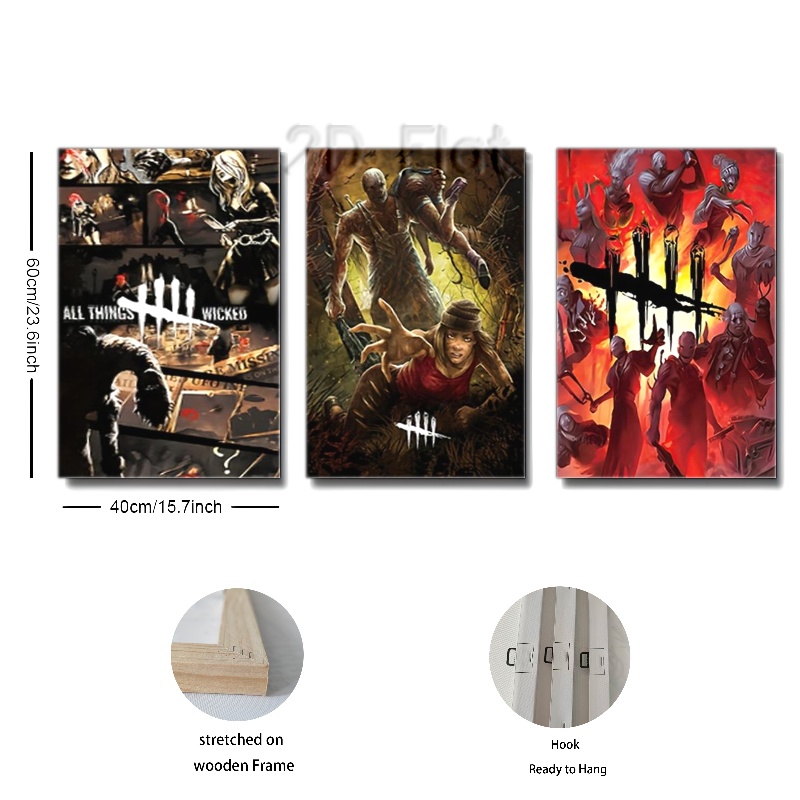 2D Flat
ALL THINGS WICKED
MISSING
60cm/23.6inch
40cm/15.7inch
stretched on
wooden Frame
Hook
Ready to Hang